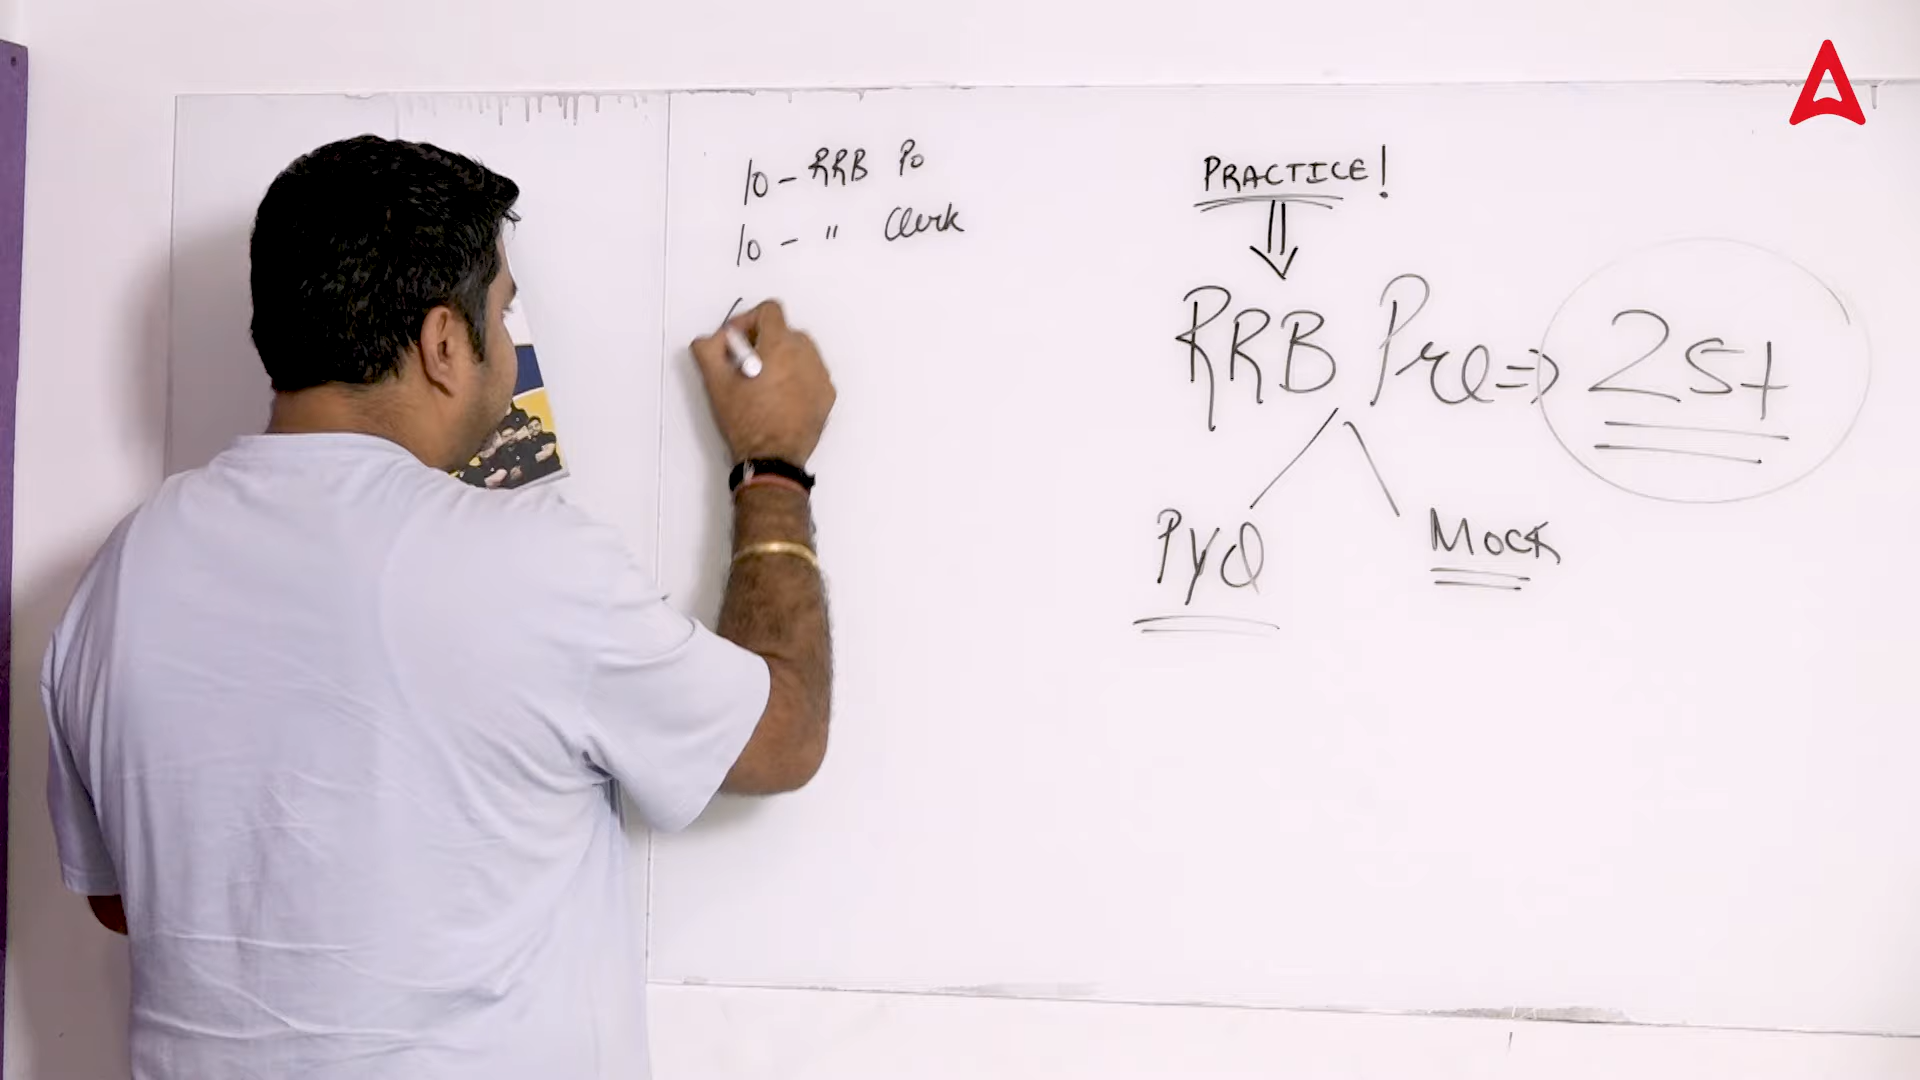 10 - RRB Po
10 - " Clerk
PRACTICE!
RRB Pre => 25+
PYQ
Mock